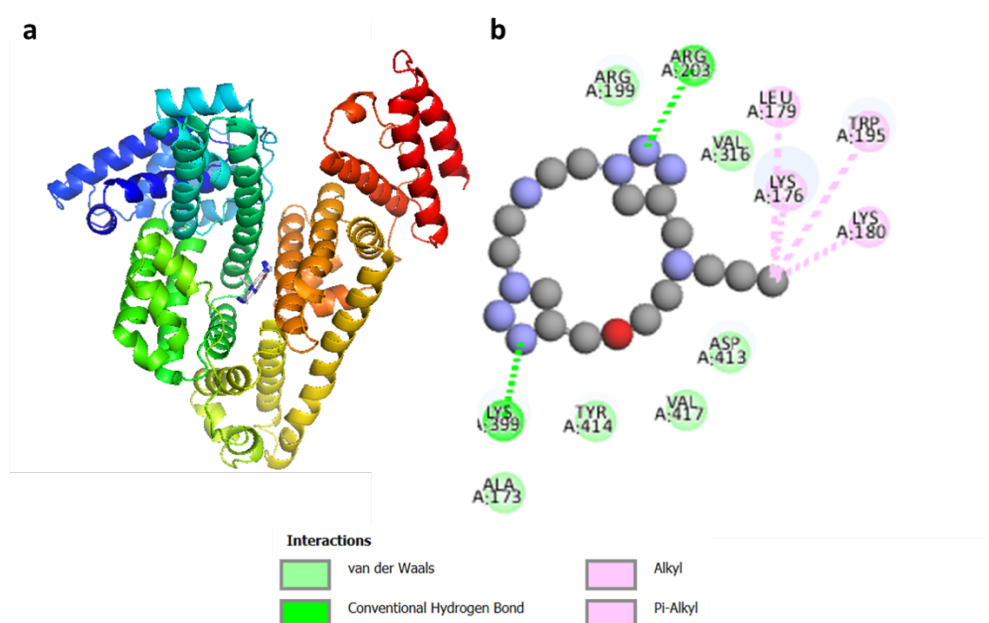 a
b
ARG
A:203
ARG
A:199
LEU
A:179
TRP
A:195
VAL
A:316
LYS
A:176
LYS
A:180
ASP
A:413
VAL
A:417
TYR
A:414
LYS
A:399
ALA
A:173
Interactions
van der Waals
Alkyl
Conventional Hydrogen Bond
Pi-Alkyl